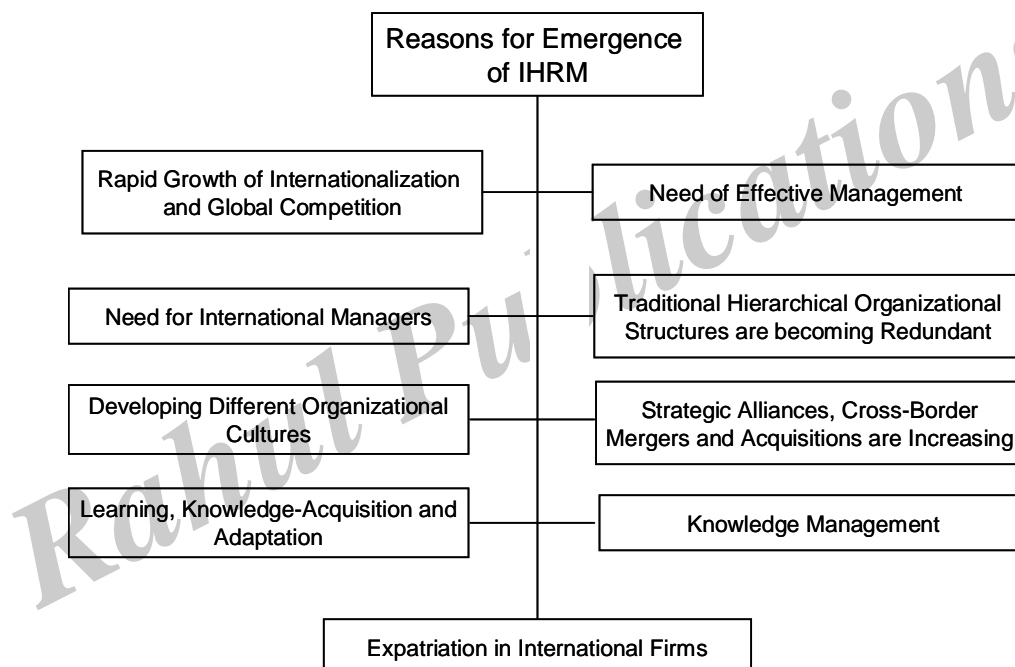 Reasons for Emergence
of IHRM
Rapid Growth of Internationalization
and Global Competition
Need of Effective Management
Need for International Managers
Traditional Hierarchical Organizational
Structures are becoming Redundant
Developing Different Organizational
Cultures
Strategic Alliances, Cross-Border
Mergers and Acquisitions are Increasing
Learning, Knowledge-Acquisition and
Adaptation
Knowledge Management
Expatriation in International Firms
Rahul Publications